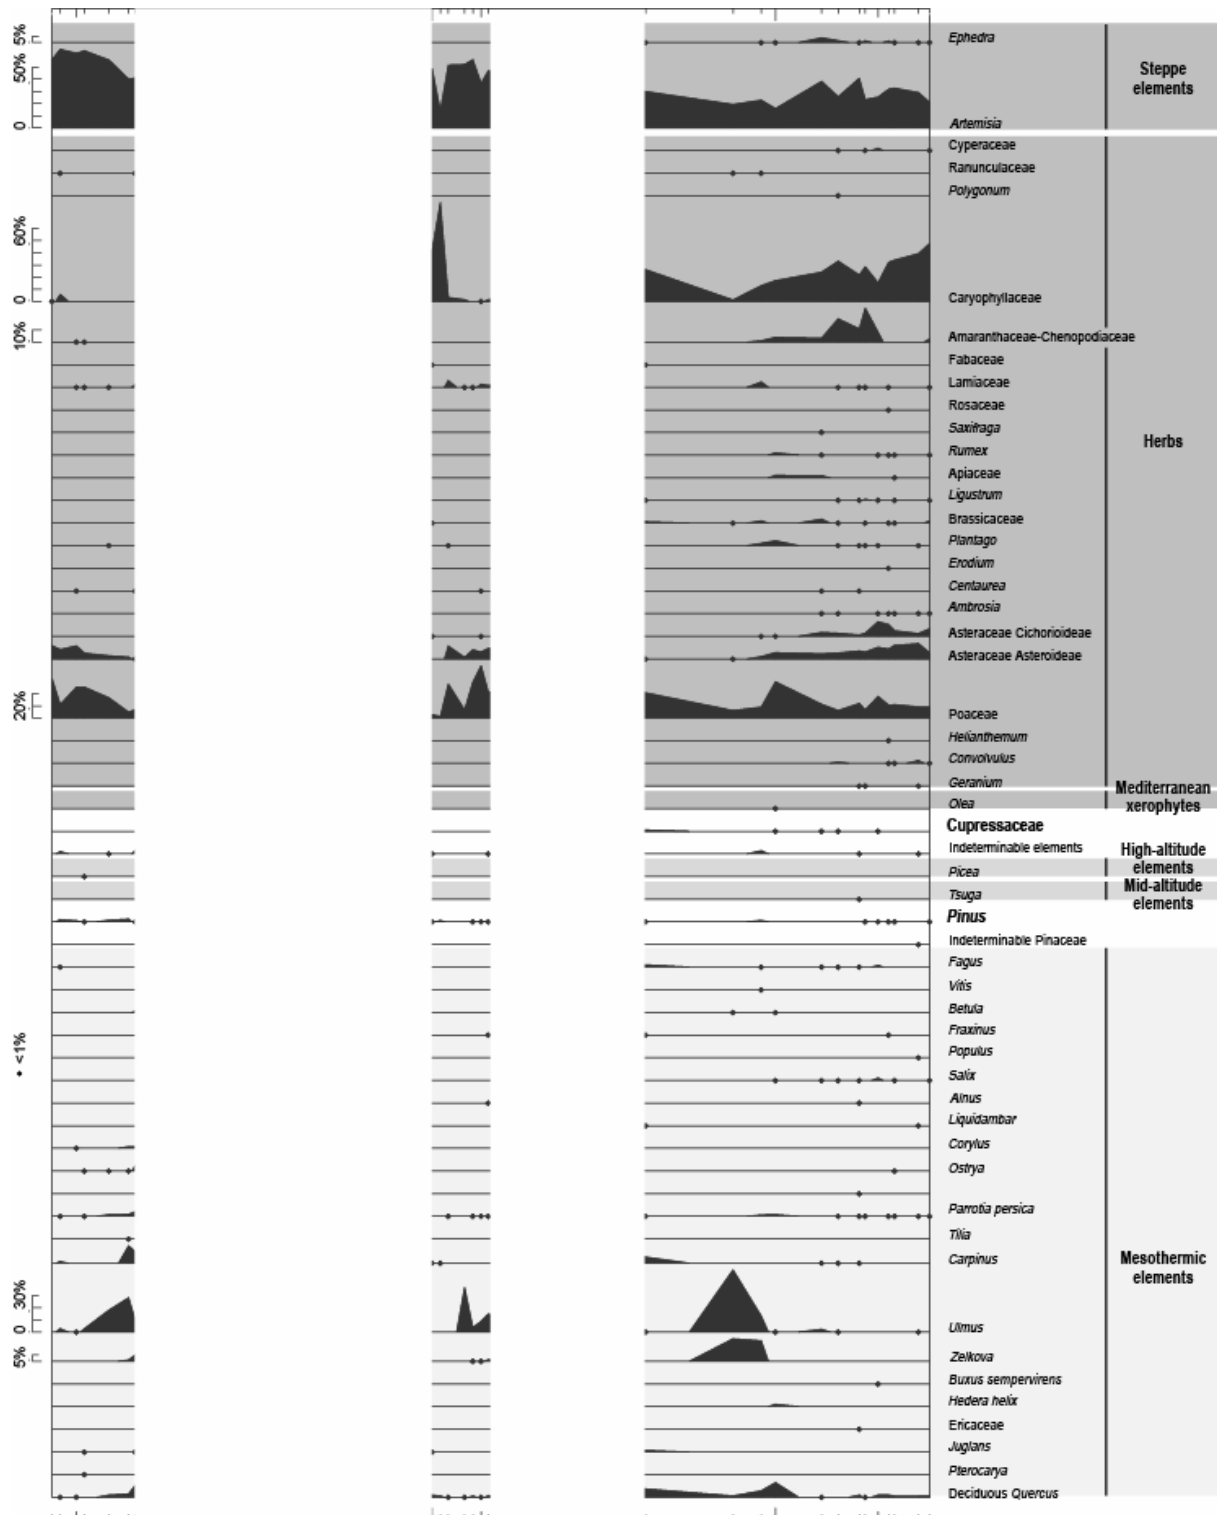 5%
Ephedra
50%
Steppe
elements
0
Artemisia
Cyperaceae
Ranunculaceae
Polygonum
60%
0
Caryophyllaceae
10%
Amaranthaceae-Chenopodiaceae
Fabaceae
Lamiaceae
Rosaceae
Saxifraga
Herbs
Rumex
Apiaceae
Ligustrum
Brassicaceae
Plantago
Erodium
Centaurea
Ambrosia
Asteraceae Cichorioideae
Asteraceae Asteroideae
20%
Poaceae
Helianthemum
Convolvulus
Geranium
Mediterranean
xerophytes
Olea
Cupressaceae
Indeterminable elements
High-altitude
elements
Picea
Mid-altitude
elements
Tsuga
Pinus
Indeterminable Pinaceae
Fagus
Vitis
Betula
Fraxinus
• <1%
Populus
Salix
Alnus
Liquidambar
Corylus
Ostrya
Parrotia persica
Tilia
Carpinus
Mesothermic
elements
30%
0
Ulmus
5%
Zelkova
Buxus sempervirens
Hedera helix
Ericaceae
Juglans
Pterocarya
Deciduous Quercus